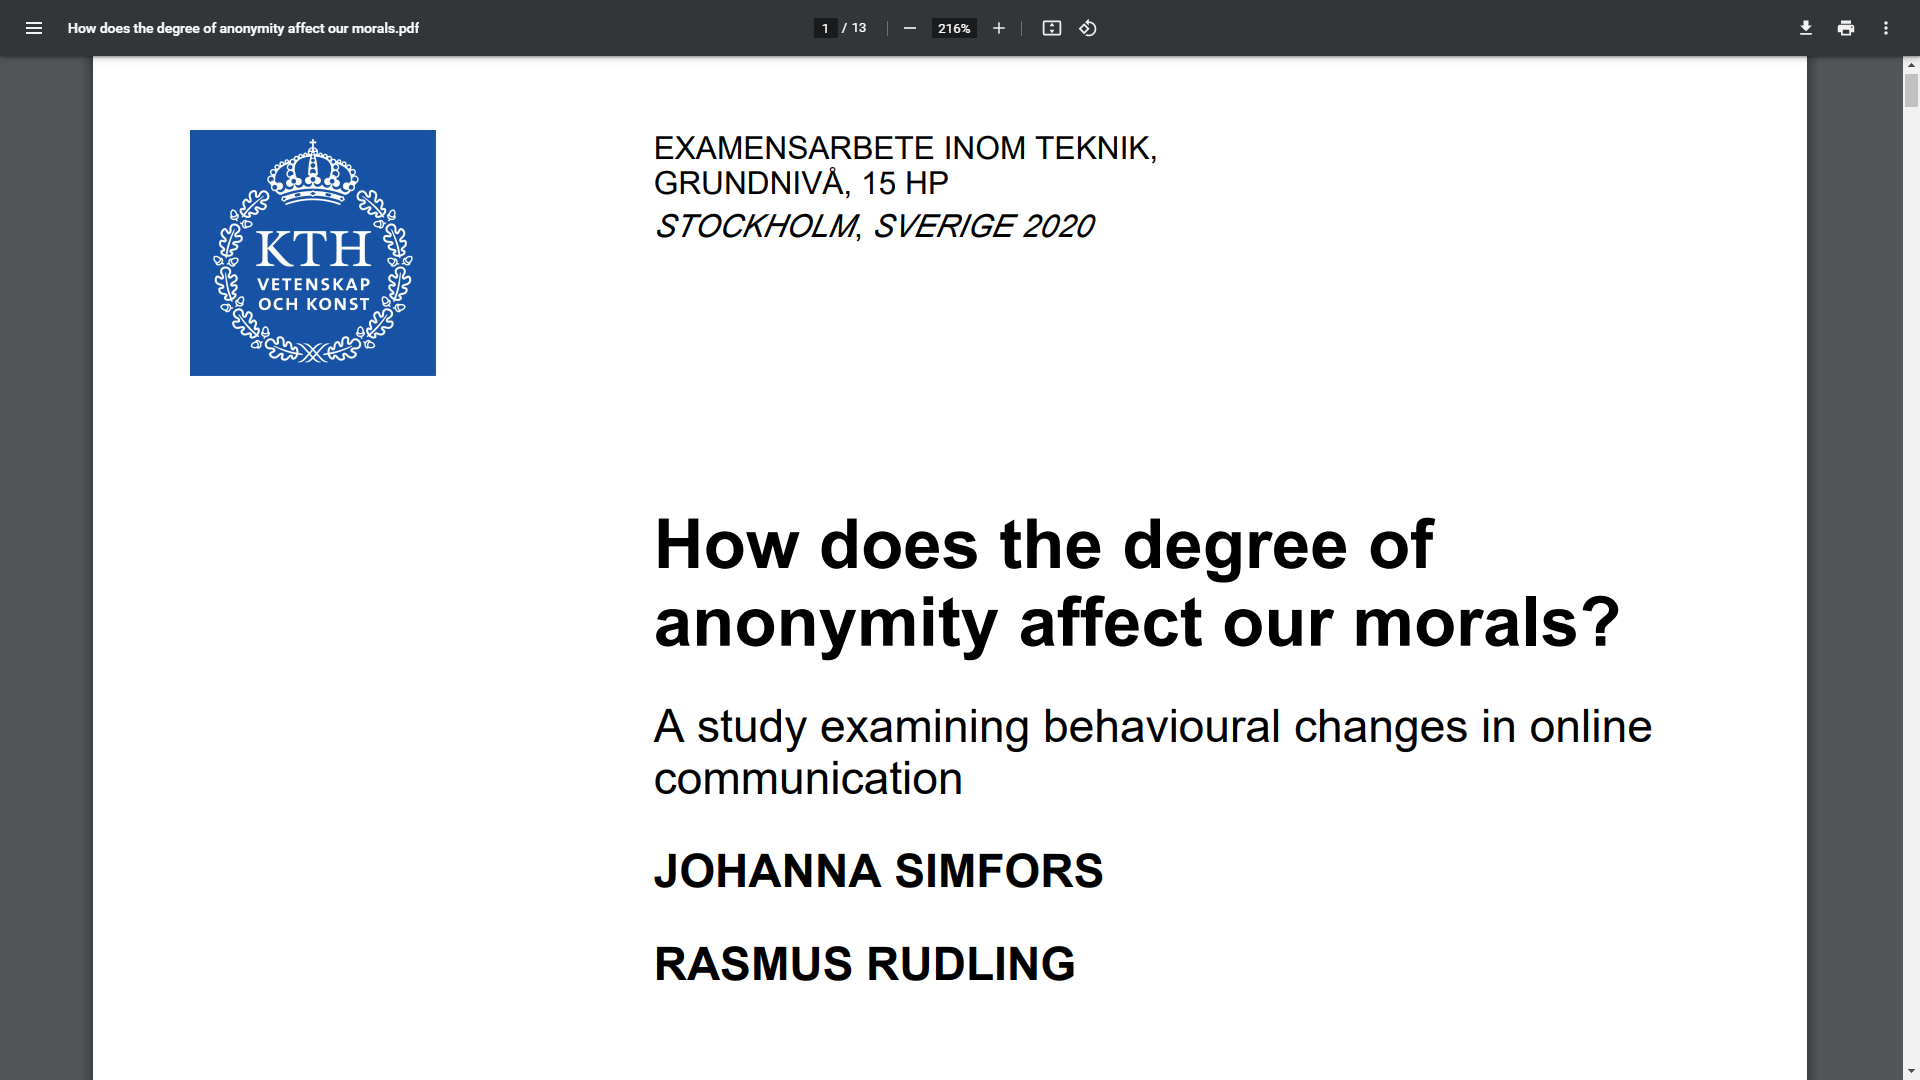 How does the degree of anonymity affect our morals.pdf
1 / 13
216%
KTH
VETENSKAP
OCH KONST
EXAMENSARBETE INOM TEKNIK,
GRUNDNIVÅ, 15 HP
STOCKHOLM, SVERIGE 2020
How does the degree of
anonymity affect our morals?
A study examining behavioural changes in online
communication
JOHANNA SIMFORS
RASMUS RUDLING